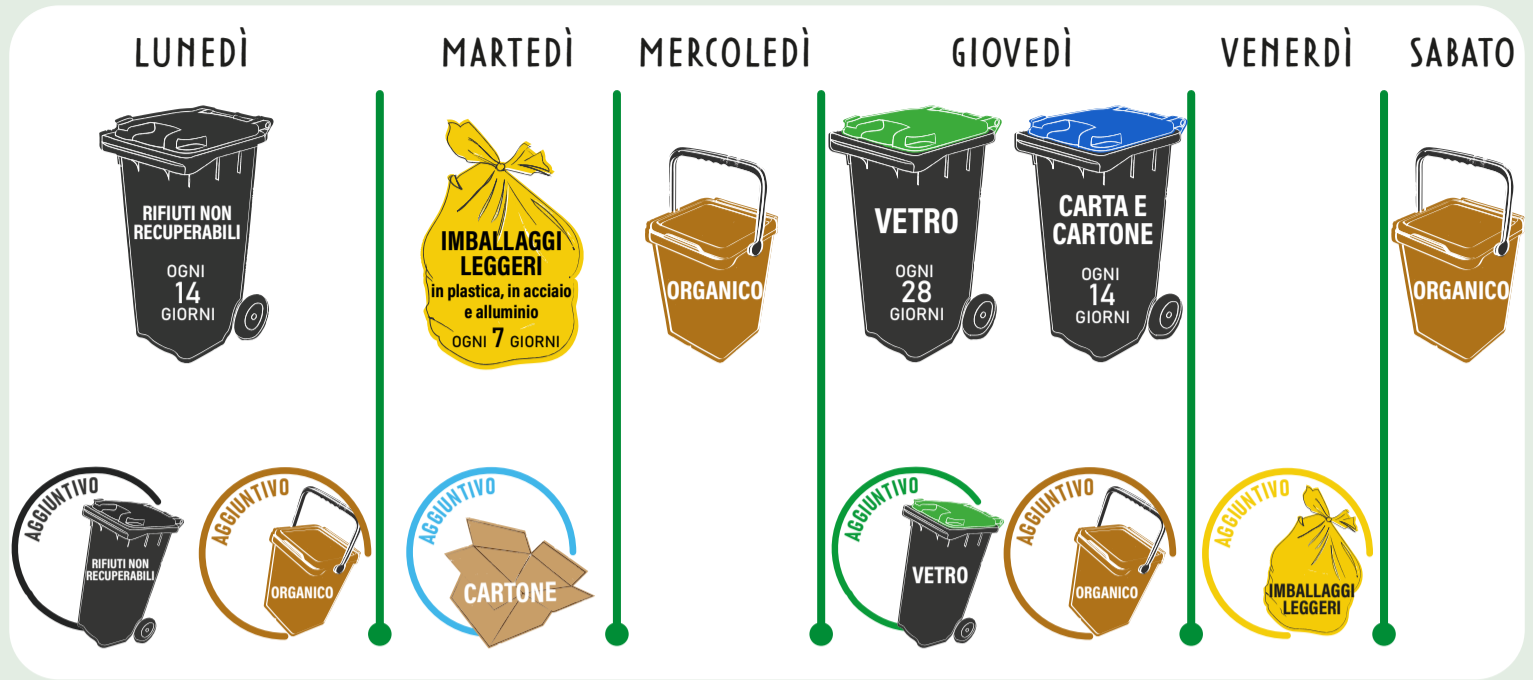 LUNEDÌ
MARTEDÌ
MERCOLEDÌ
GIOVEDÌ
VENERDÌ
SABATO
RIFIUTI NON
RECUPERABILI
OGNI
14
GIORNI
IMBALLAGGI
LEGGERI
in plastica, in acciaio
e alluminio
OGNI 7 GIORNI
ORGANICO
VETRO
OGNI
28
GIORNI
CARTA E
CARTONE
OGNI
14
GIORNI
ORGANICO
AGGIUNTIVO
RIFIUTI NON
RECUPERABILI
AGGIUNTIVO
ORGANICO
AGGIUNTIVO
CARTONE
AGGIUNTIVO
VETRO
AGGIUNTIVO
ORGANICO
AGGIUNTIVO
IMBALLAGGI
LEGGERI